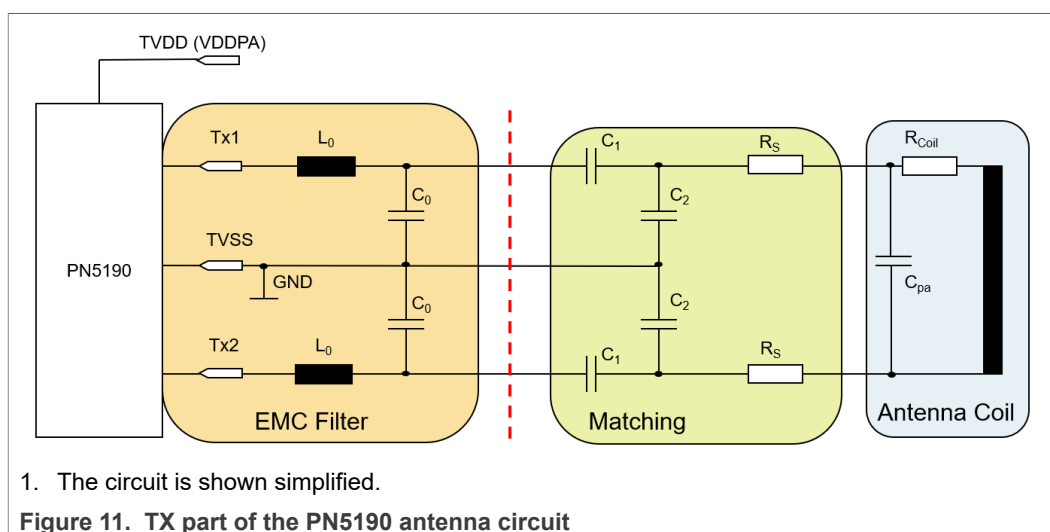 TVDD (VDDPA)
Tx1
L0
C1
RS
RCoil
C0
C2
TVSS
PN5190
GND
Cpa
C0
C2
Tx2
L0
C1
RS
EMC Filter
Matching
Antenna Coil
1. The circuit is shown simplified.
Figure 11. TX part of the PN5190 antenna circuit